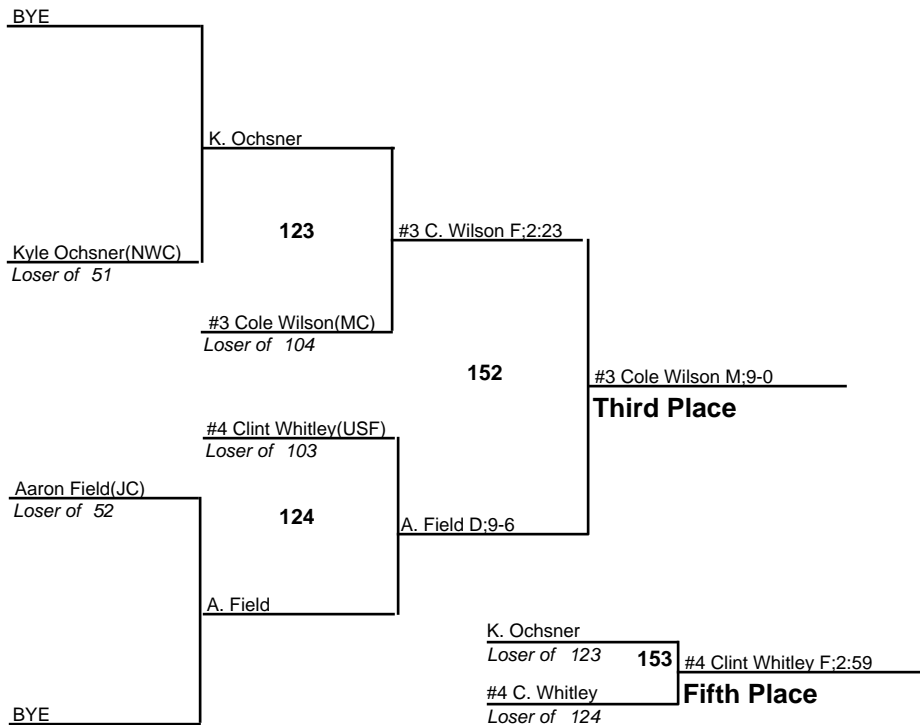 BYE
K. Ochsner
123
Kyle Ochsner(NWC)
Loser of 51
#3 C. Wilson F;2:23
#3 Cole Wilson(MC)
Loser of 104
152
#3 Cole Wilson M;9-0
Third Place
#4 Clint Whitley(USF)
Loser of 103
Aaron Field(JC)
Loser of 52
124
A. Field D;9-6
A. Field
K. Ochsner
Loser of 123
153
#4 Clint Whitley F;2:59
Fifth Place
#4 C. Whitley
Loser of 124
BYE